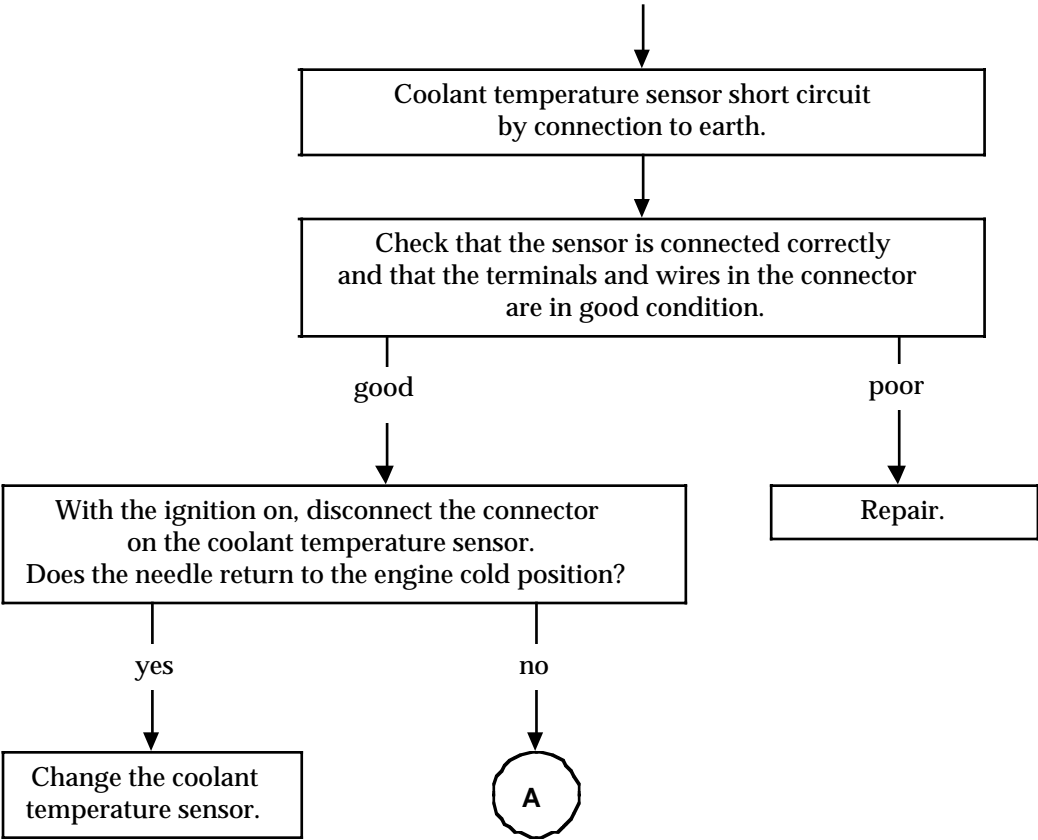 Coolant temperature sensor short circuit
by connection to earth.
Check that the sensor is connected correctly
and that the terminals and wires in the connector
are in good condition.
good
poor
With the ignition on, disconnect the connector
on the coolant temperature sensor.
Does the needle return to the engine cold position?
Repair.
yes
no
Change the coolant
temperature sensor.
A